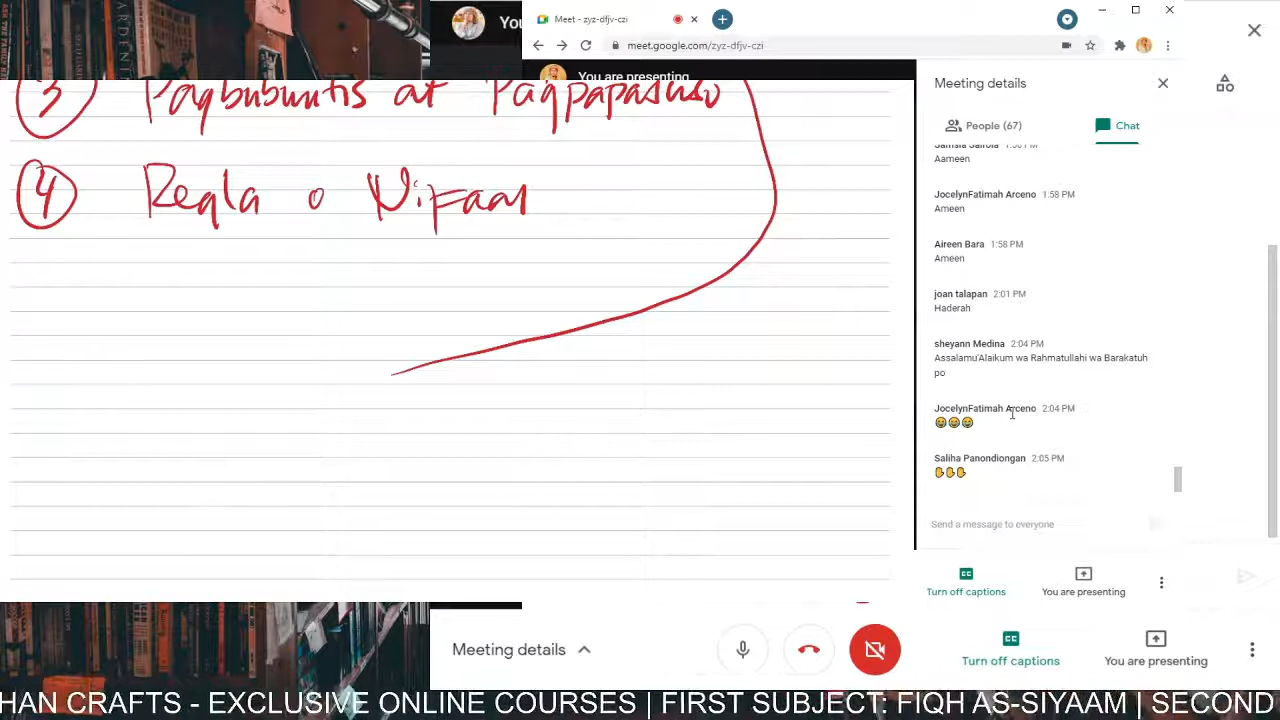 You
Meet - zyz-dfjv-czi
meet.google.com/zyz-dfjv-czi
You are presenting
3 Pagbubuntis at Pagpapasuso
4 Regla o Nifaas
Meeting details
People (67)
Chat
Aameen
JocelynFatimah Arceno 1:58 PM
Ameen
Aireen Bara 1:58 PM
Ameen
joan talapan 2:01 PM
Haderah
sheyann Medina 2:04 PM
Assalamu'Alaikum wa Rahmatullahi wa Barakatuh
po
JocelynFatimah Arceno 2:04 PM
Saliha Panondiongan 2:05 PM
Send a message to everyone
CC
Turn off captions
You are presenting
Meeting details
CC
Turn off captions
You are presenting
HAN CRAFTS - EXCLUSIVE ONLINE COURSES | FIRST SUBJECT: FIQH AS-SIYAAM | SECOND